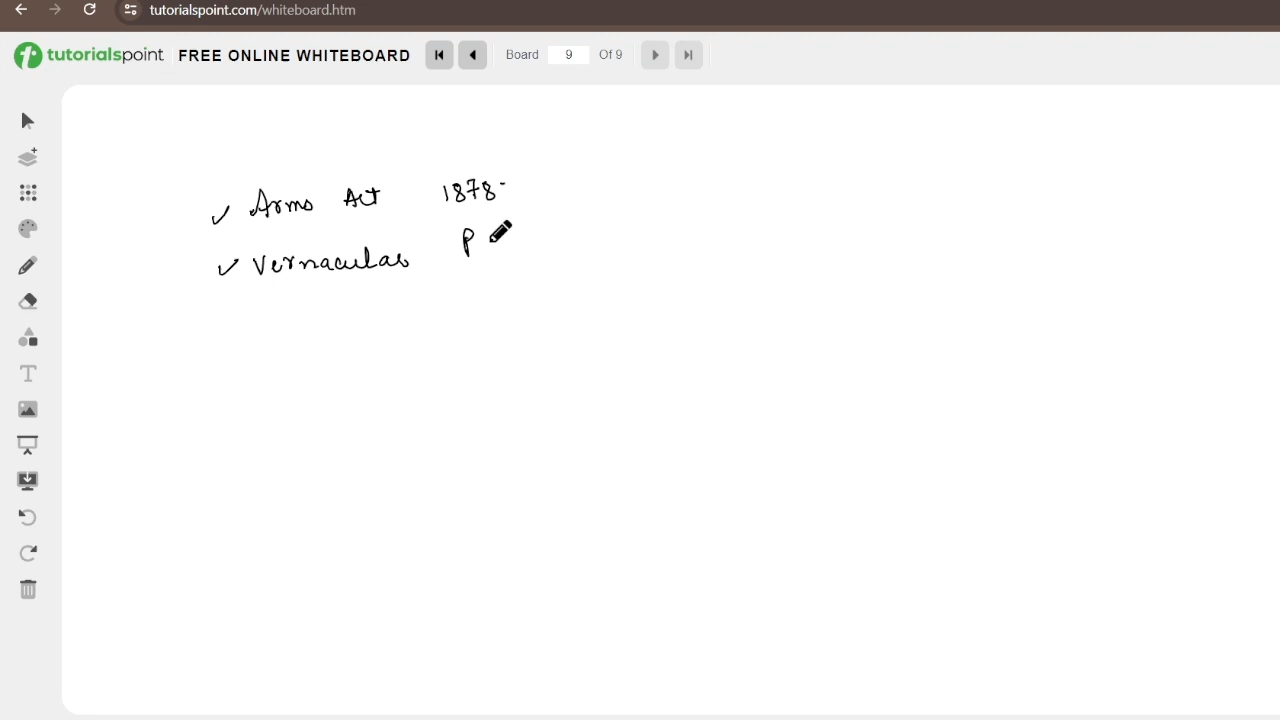 tutorialspoint.com/whiteboard.htm
tutorialspoint FREE ONLINE WHITEBOARD Board 9 Of 9
Arms Act 1878-
Vernacular P